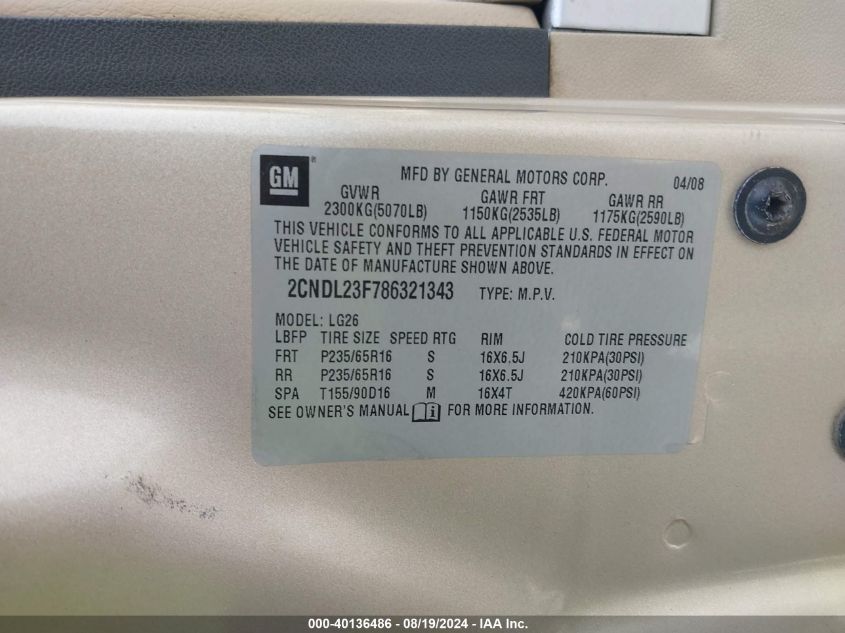 GM ®
MFD BY GENERAL MOTORS CORP. 04/08
GVWR GAWR FRT GAWR RR
2300KG(5070LB) 1150KG(2535LB) 1175KG(2590LB)
THIS VEHICLE CONFORMS TO ALL APPLICABLE U.S. FEDERAL MOTOR
VEHICLE SAFETY AND THEFT PREVENTION STANDARDS IN EFFECT ON
THE DATE OF MANUFACTURE SHOWN ABOVE.
2CNDL23F786321343 TYPE: M.P.V.
MODEL: LG26
LBFP TIRE SIZE SPEED RTG RIM COLD TIRE PRESSURE
FRT P235/65R16 S 16X6.5J 210KPA(30PSI)
RR P235/65R16 S 16X6.5J 210KPA(30PSI)
SPA T155/90D16 M 16X4T 420KPA(60PSI)
SEE OWNER'S MANUAL i FOR MORE INFORMATION.
000-40136486 - 08/19/2024 - IAA Inc.